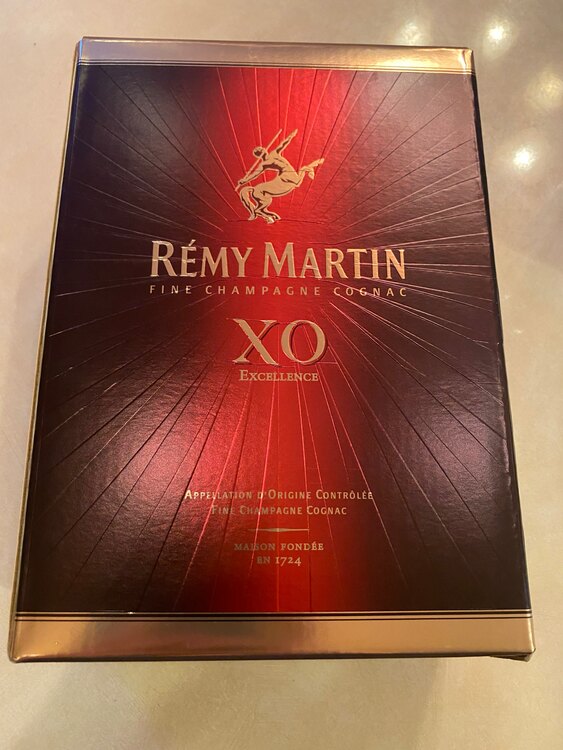 RÉMY MARTIN
FINE CHAMPAGNE COGNAC
XO
EXCELLENCE
APPELLATION D'ORIGINE CONTRÔLÉE
FINE CHAMPAGNE COGNAC
MAISON FONDÉE
EN 1724